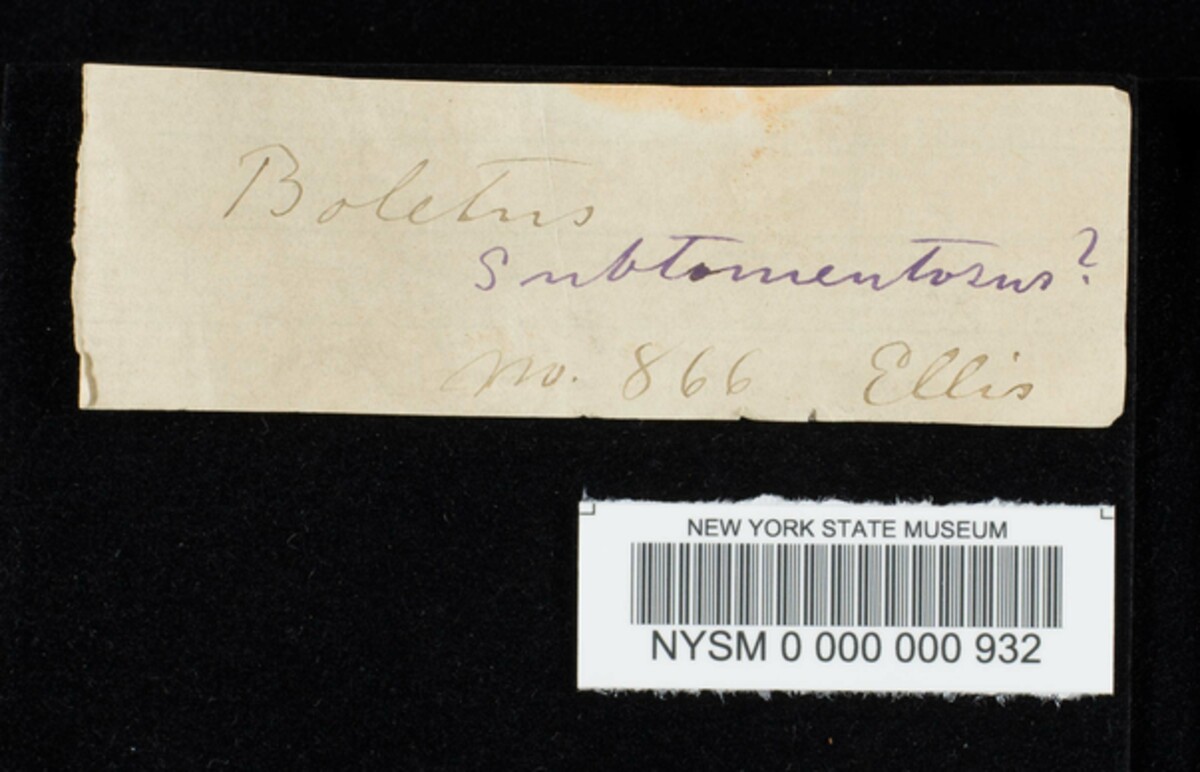 Boletus
Subtomentosus?
No. 866 Ellis
NEW YORK STATE MUSEUM
NYSM 0 000 000 932